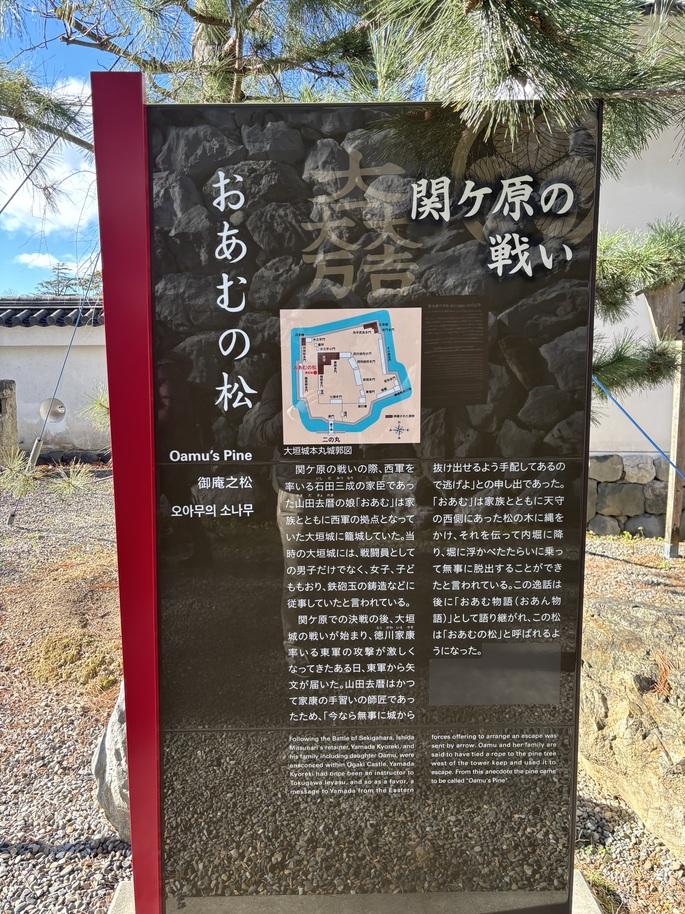 関ケ原の
戦い
大一大万大吉
おあむの松
Oamu's Pine
御庵之松
오아무의 소나무
おあむの松
二の丸
大垣城本丸城郭図
関ケ原の戦いの際、西軍を
率いる石田三成の家臣であっ
た山田去暦の娘「おあむ」は家
族とともに西軍の拠点となって
いた大垣城に籠城していた。当
時の大垣城には、戦闘員として
の男子だけでなく、女子、子ど
ももおり、鉄砲玉の鋳造などに
従事していたと言われている。
関ケ原での決戦の後、大垣
城の戦いが始まり、徳川家康
率いる東軍の攻撃が激しく
なってきたある日、東軍から矢
文が届いた。山田去暦はかつ
て家康の手習いの師匠であっ
たため、「今なら無事に城から
抜け出せるよう手配してあるの
で逃げよ」との申し出であった。
「おあむ」は家族とともに天守
の西側にあった松の木に縄を
かけ、それを伝って内堀に降
り、堀に浮かべたたらいに乗っ
て無事に脱出することができ
たと言われている。この逸話は
後に「おあむ物語（おあん物
語）」として語り継がれ、この松
は「おあむの松」と呼ばれるよ
うになった。
Following the Battle of Sekigahara, Ishida
Mitsunari's retainer, Yamada Kyoreki, and
his family including daughter Oamu, were
ensconced within Ogaki Castle. Yamada
Kyoreki had once been an instructor to
Tokugawa Ieyasu, and so as a favor, a
message to Yamada from the Eastern
forces offering to arrange an escape was
sent by arrow. Oamu and her family are
said to have tied a rope to the pine tree
west of the tower keep and used it to
escape. From this anecdote the pine came
to be called "Oamu's Pine".